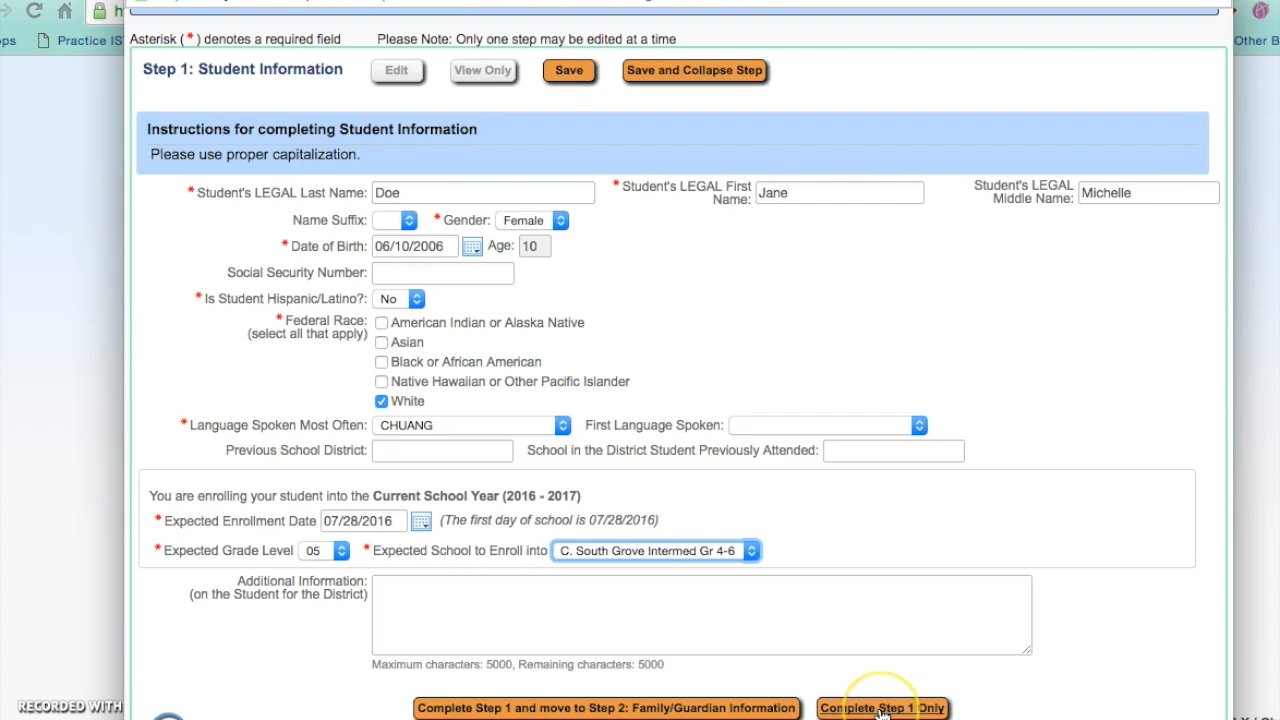 Practice IS
Other B
Asterisk ( * ) denotes a required field Please Note: Only one step may be edited at a time
Step 1: Student Information Edit View Only Save Save and Collapse Step
Instructions for completing Student Information
Please use proper capitalization.
* Student's LEGAL Last Name: Doe * Student's LEGAL First Name: Jane Student's LEGAL Middle Name: Michelle
Name Suffix: * Gender: Female
* Date of Birth: 06/10/2006 Age: 10
Social Security Number:
* Is Student Hispanic/Latino?: No
* Federal Race:
(select all that apply)
American Indian or Alaska Native
Asian
Black or African American
Native Hawaiian or Other Pacific Islander
White
* Language Spoken Most Often: CHUANG First Language Spoken:
Previous School District: School in the District Student Previously Attended:
You are enrolling your student into the Current School Year (2016 - 2017)
* Expected Enrollment Date 07/28/2016 (The first day of school is 07/28/2016)
* Expected Grade Level 05 * Expected School to Enroll into C. South Grove Intermed Gr 4-6
Additional Information:
(on the Student for the District)
Maximum characters: 5000, Remaining characters: 5000
Complete Step 1 and move to Step 2: Family/Guardian Information Complete Step 1 Only
RECORDED WITH